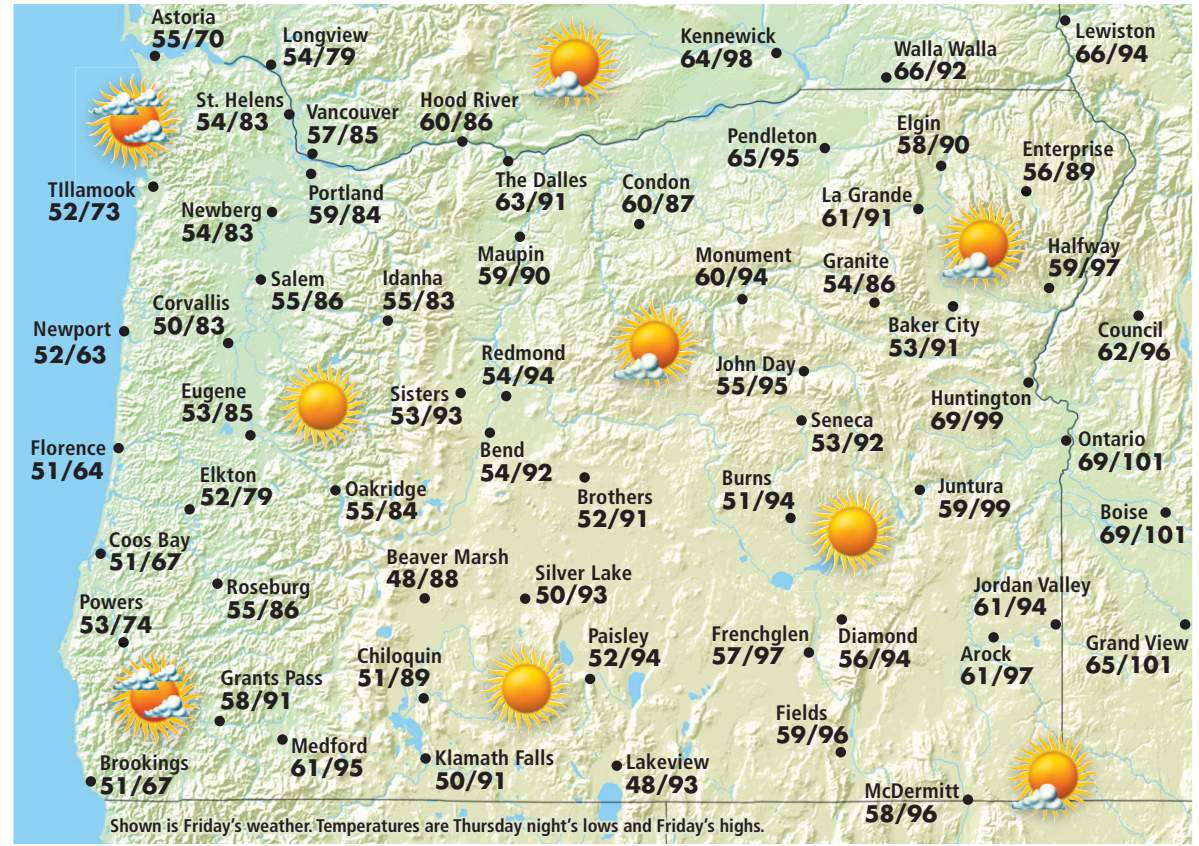 Astoria
55/70
Longview
54/79
Kennewick
64/98
Walla Walla
66/92
Lewiston
66/94
St. Helens
54/83
Vancouver
57/85
Hood River
60/86
Pendleton
65/95
Elgin
58/90
Enterprise
56/89
TIllamook
52/73
Newberg
54/83
Portland
59/84
The Dalles
63/91
Condon
60/87
La Grande
61/91
Maupin
59/90
Monument
60/94
Granite
54/86
Halfway
59/97
Salem
55/86
Idanha
55/83
Corvallis
50/83
Newport
52/63
Baker City
53/91
Council
62/96
Redmond
54/94
John Day
55/95
Eugene
53/85
Sisters
53/93
Huntington
69/99
Seneca
53/92
Florence
51/64
Bend
54/92
Ontario
69/101
Elkton
52/79
Oakridge
55/84
Brothers
52/91
Burns
51/94
Juntura
59/99
Boise
69/101
Coos Bay
51/67
Beaver Marsh
48/88
Silver Lake
50/93
Roseburg
55/86
Jordan Valley
61/94
Powers
53/74
Paisley
52/94
Frenchglen
57/97
Diamond
56/94
Arock
61/97
Grand View
65/101
Chiloquin
51/89
Grants Pass
58/91
Fields
59/96
Medford
61/95
Klamath Falls
50/91
Lakeview
48/93
Brookings
51/67
McDermitt
58/96
Shown is Friday's weather. Temperatures are Thursday night's lows and Friday's highs.